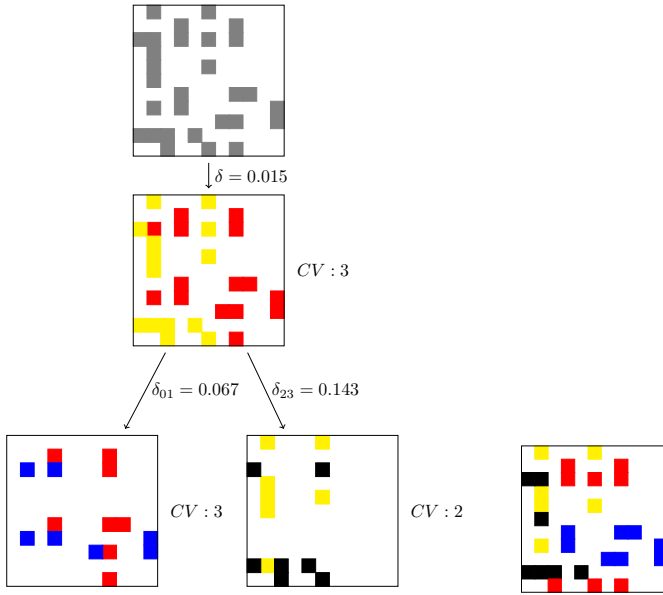 δ = 0.015
CV : 3
δ₀₁ = 0.067
δ₂₃ = 0.143
CV : 3
CV : 2